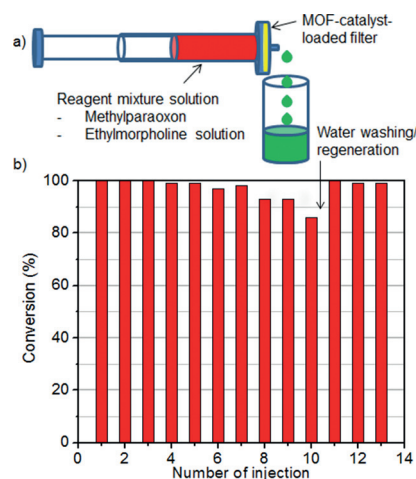 a)
MOF-catalyst-
loaded filter
Reagent mixture solution
- Methylparaoxon
- Ethylmorpholine solution
Water washing/
regeneration
b)
100
80
60
40
20
0
Conversion (%)
0 2 4 6 8 10 12 14
Number of injection